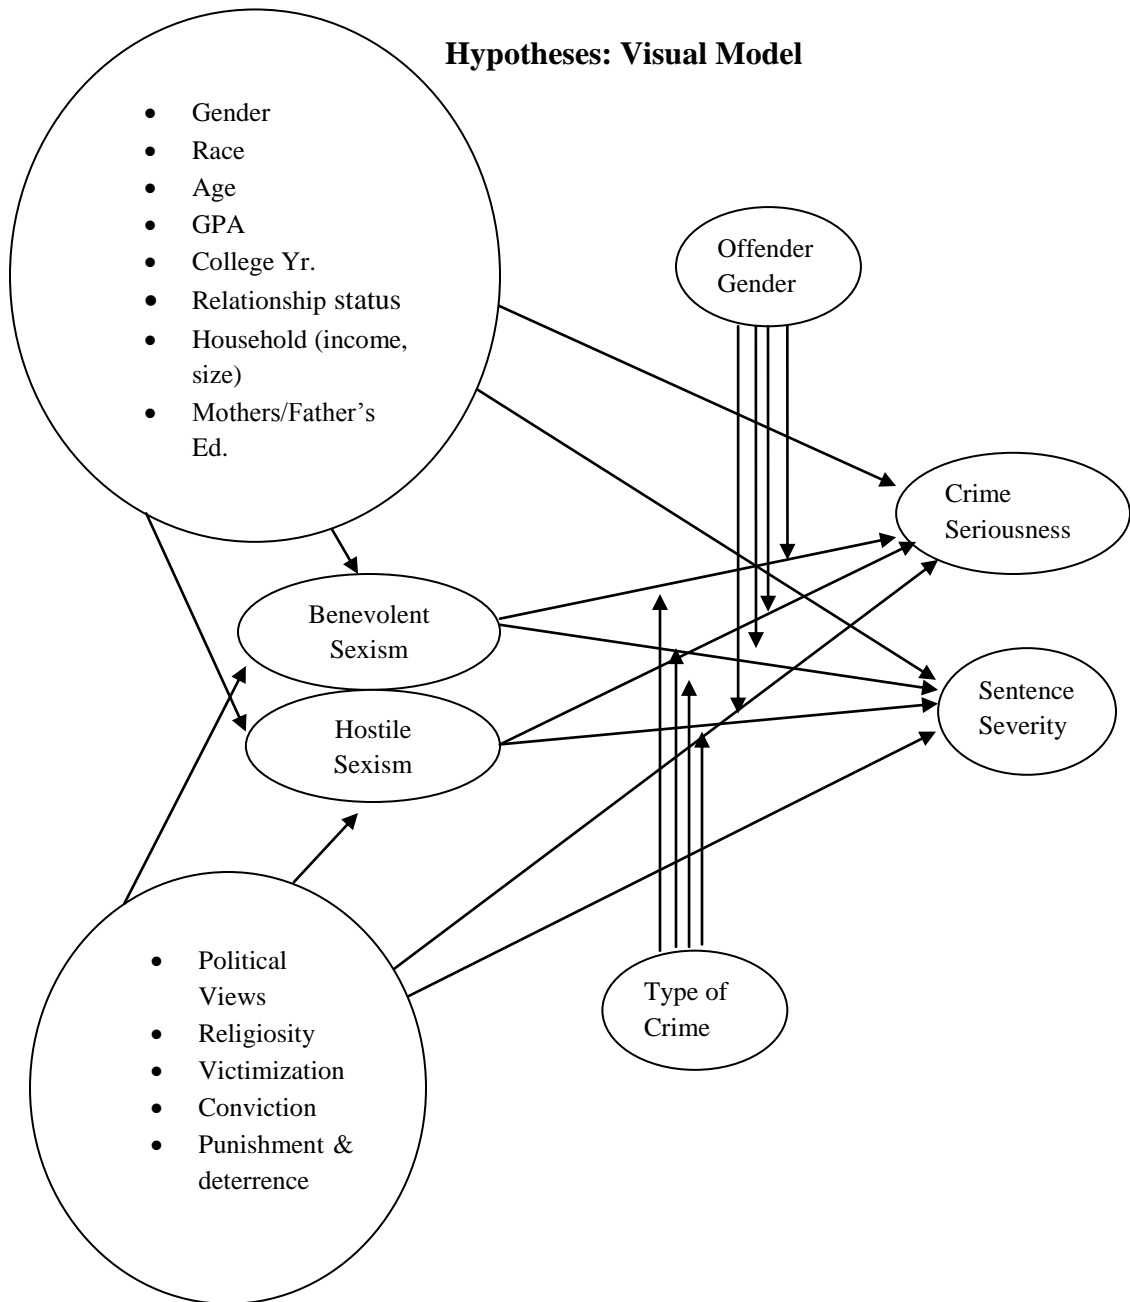 Hypotheses: Visual Model
• Gender
• Race
• Age
• GPA
• College Yr.
• Relationship status
• Household (income,
size)
• Mothers/Father’s
Ed.
Offender
Gender
Crime
Seriousness
Benevolent
Sexism
Hostile
Sexism
Sentence
Severity
• Political
Views
• Religiosity
• Victimization
• Conviction
• Punishment &
deterrence
Type of
Crime